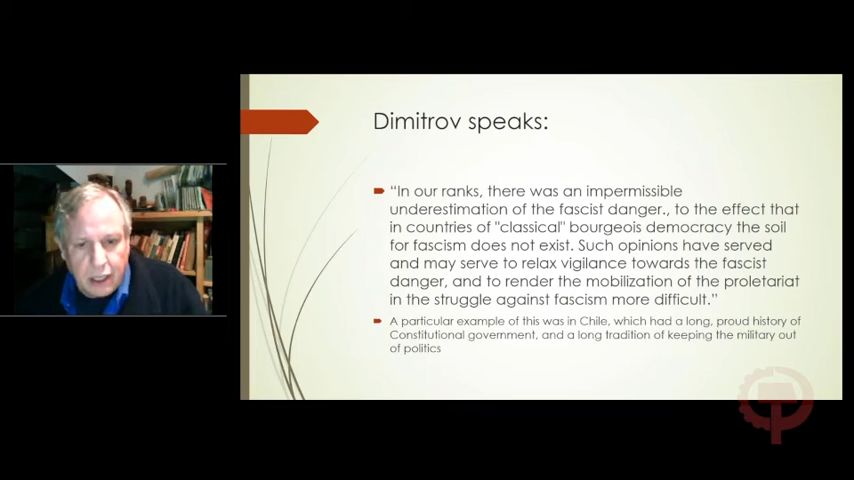 Dimitrov speaks:
“In our ranks, there was an impermissible
underestimation of the fascist danger., to the effect that
in countries of "classical" bourgeois democracy the soil
for fascism does not exist. Such opinions have served
and may serve to relax vigilance towards the fascist
danger, and to render the mobilization of the proletariat
in the struggle against fascism more difficult.”
A particular example of this was in Chile, which had a long, proud history of
Constitutional government, and a long tradition of keeping the military out
of politics